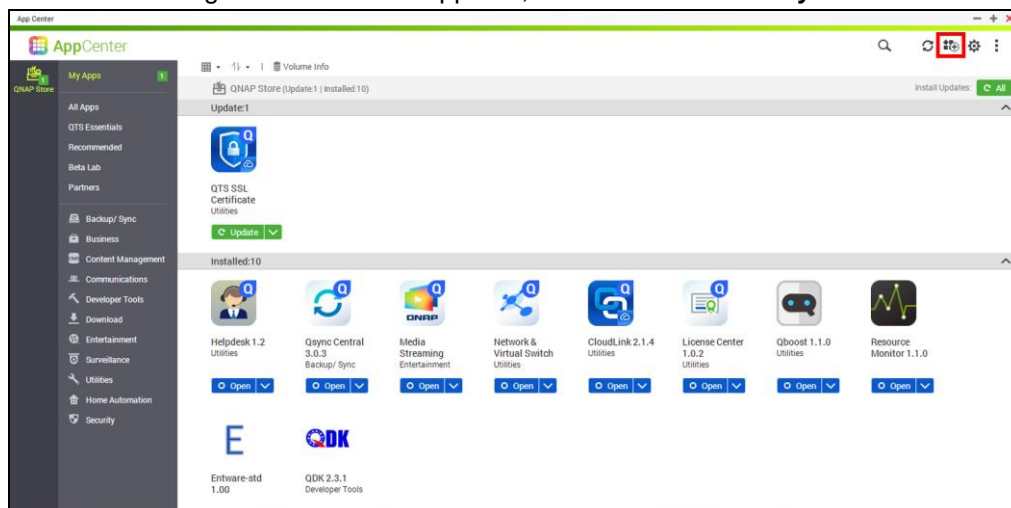 App Center
AppCenter
QNAP Store
1
My Apps 1
All Apps
QTS Essentials
Recommended
Beta Lab
Partners
Backup/ Sync
Business
Content Management
Communications
Developer Tools
Download
Entertainment
Surveillance
Utilities
Home Automation
Security
Volume Info
QNAP Store (Update:1 | Installed:10)
Install Updates: All
Update:1
QTS SSL
Certificate
Utilities
Update
Installed:10
Helpdesk 1.2
Utilities
Open
Qsync Central
3.0.3
Backup/ Sync
Open
QNAP
Media
Streaming
Entertainment
Open
Network &
Virtual Switch
Utilities
Open
CloudLink 2.1.4
Utilities
Open
License Center
1.0.2
Utilities
Open
Qboost 1.1.0
Utilities
Open
Resource
Monitor 1.1.0
Open
E
Entware-std
1.00
QDK
QDK 2.3.1
Developer Tools